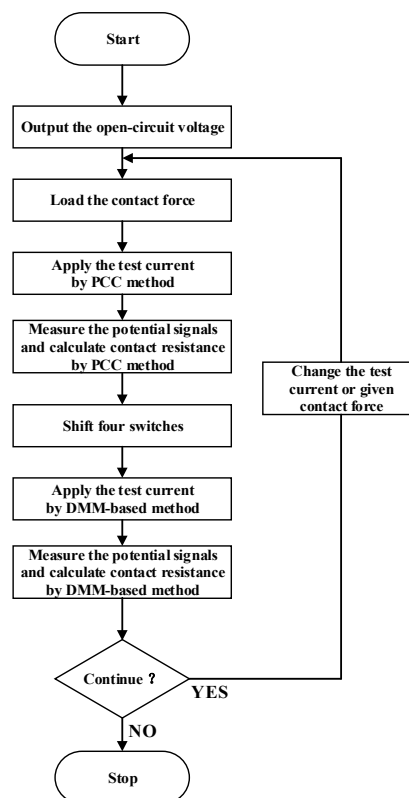 Start
Output the open-circuit voltage
Load the contact force
Apply the test current
by PCC method
Measure the potential signals
and calculate contact resistance
by PCC method
Change the test
current or given
contact force
Shift four switches
Apply the test current
by DMM-based method
Measure the potential signals
and calculate contact resistance
by DMM-based method
Continue ?
YES
NO
Stop